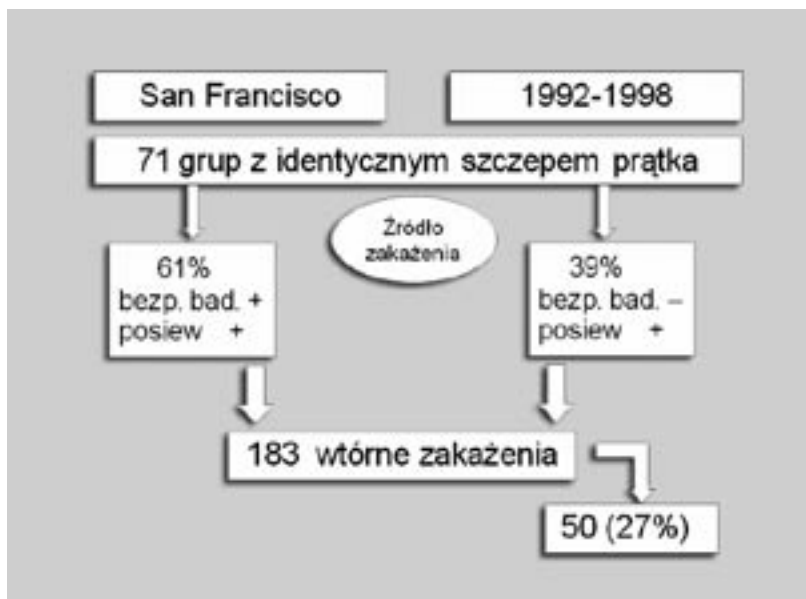 San Francisco
1992-1998
71 grup z identycznym szczepem prątka
Źródło
zakażenia
61%
bezp. bad. +
posiew +
39%
bezp. bad. –
posiew +
183 wtórne zakażenia
50 (27%)